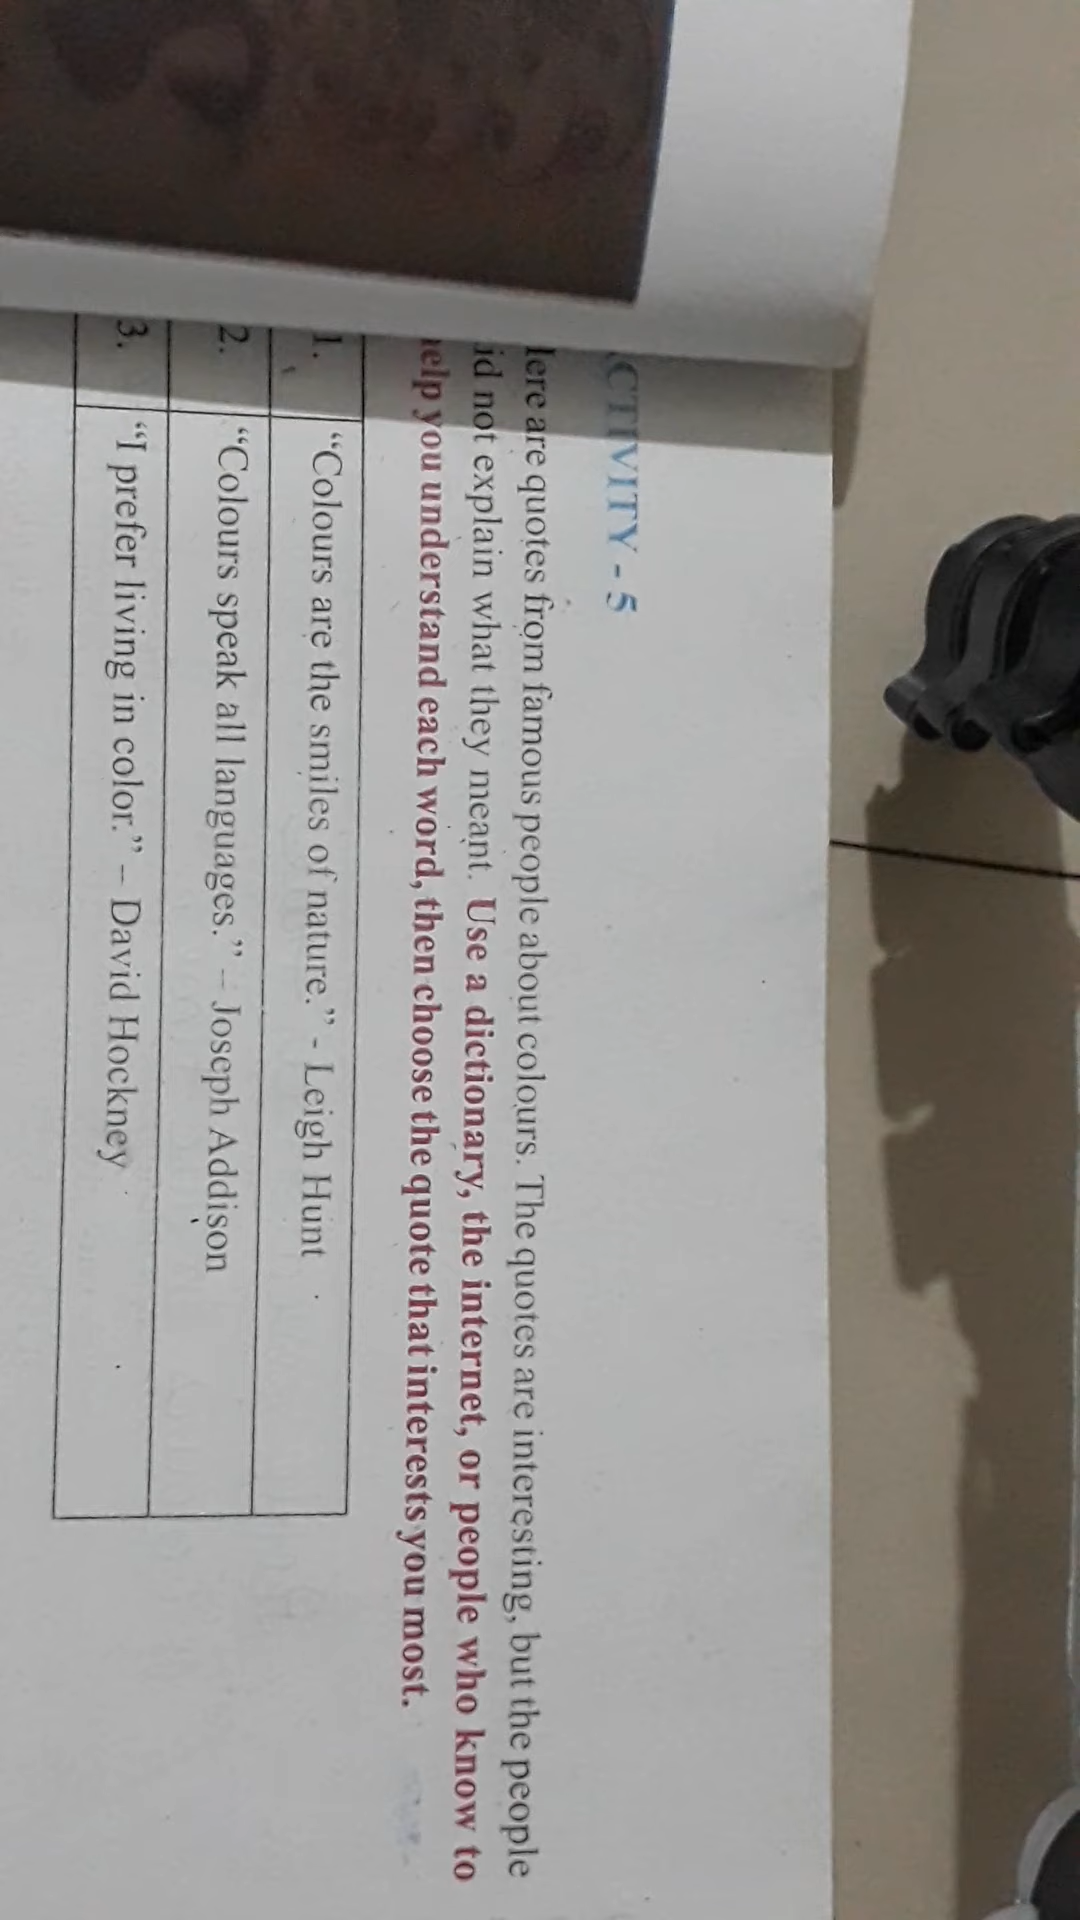 CTIVITY - 5
ere are quotes from famous people about colours. The quotes are interesting, but the people
id not explain what they meant. Use a dictionary, the internet, or people who know to
elp you understand each word, then choose the quote that interests you most.
1. “Colours are the smiles of nature.” - Leigh Hunt
2. “Colours speak all languages.” – Joseph Addison
3. “I prefer living in color.” – David Hockney